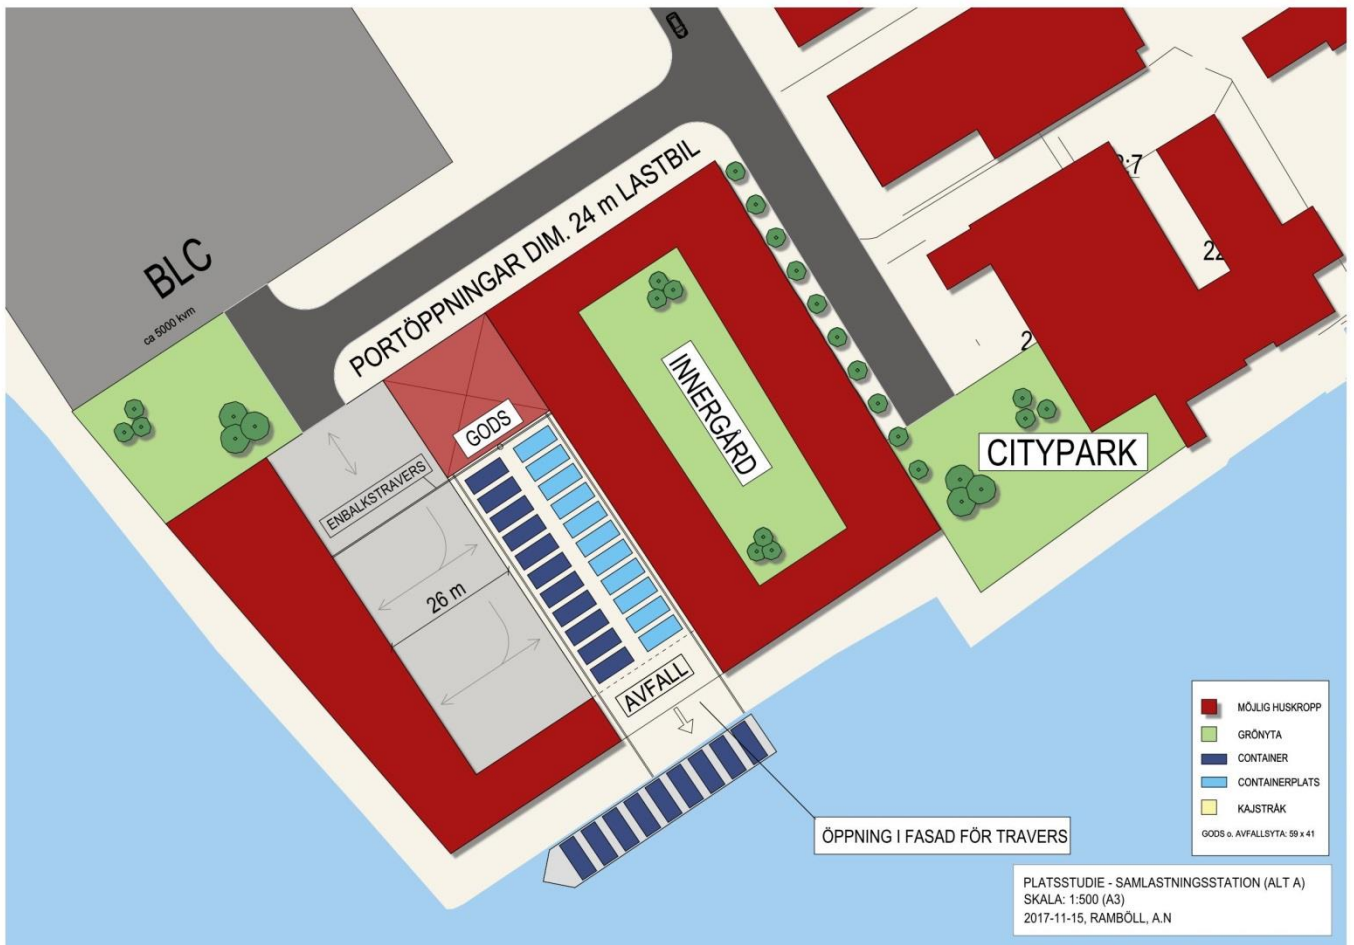 BLC
ca 5000 kvm
PORTÖPPNINGAR DIM. 24 m LASTBIL
GODS
ENBALKSTRAVERS
26 m
INNERGÅRD
CITYPARK
AVFALL
ÖPPNING I FASAD FÖR TRAVERS
MÖJLIG HUSKROPP
GRÖNYTA
CONTAINER
CONTAINERPLATS
KAJSTRÅK
GODS o. AVFALLSYTA: 59 x 41
PLATSSTUDIE - SAMLASTNINGSSTATION (ALT A)
SKALA: 1:500 (A3)
2017-11-15, RAMBÖLL, A.N